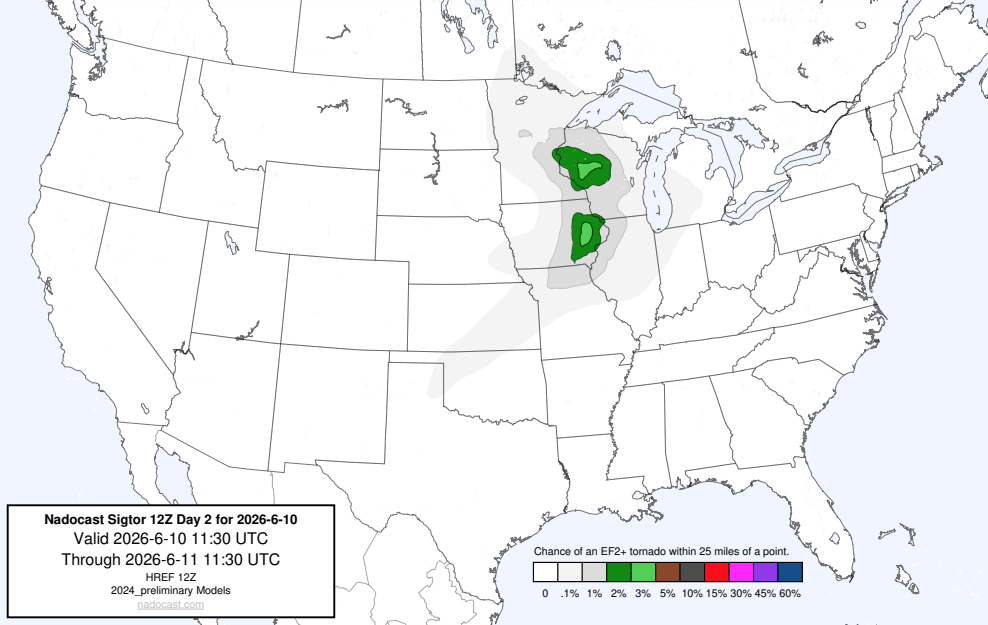 Nadocast Sigtor 12Z Day 2 for 2026-6-10
Valid 2026-6-10 11:30 UTC
Through 2026-6-11 11:30 UTC
HREF 12Z
2024_preliminary Models
nadocast.com
Chance of an EF2+ tornado within 25 miles of a point.
0 .1% 1% 2% 3% 5% 10% 15% 30% 45% 60%